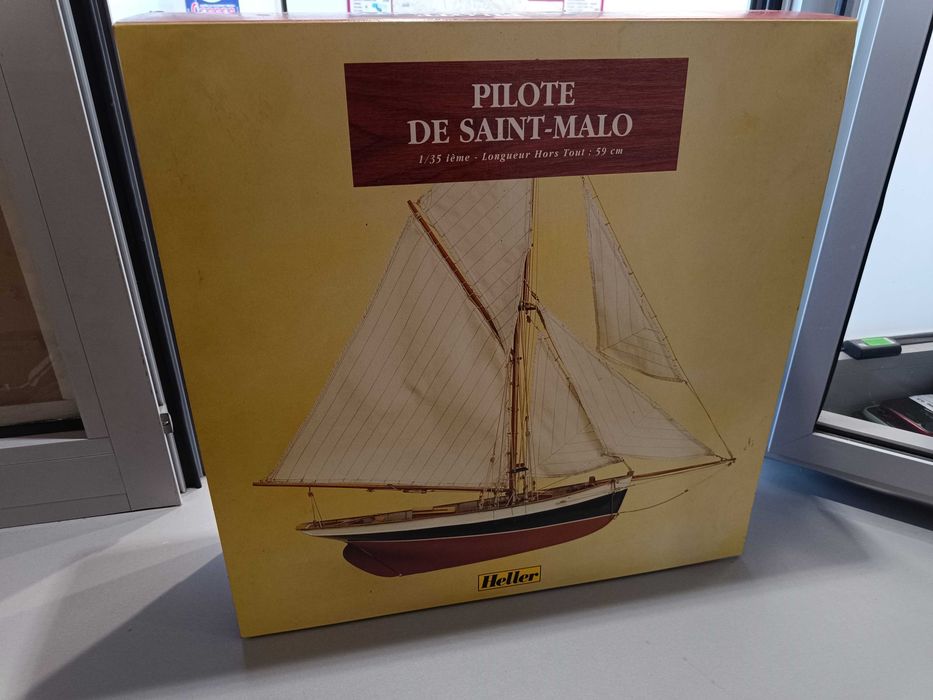 PILOTE
DE SAINT-MALO
1/35 ième - Longueur Hors Tout : 59 cm
Heller